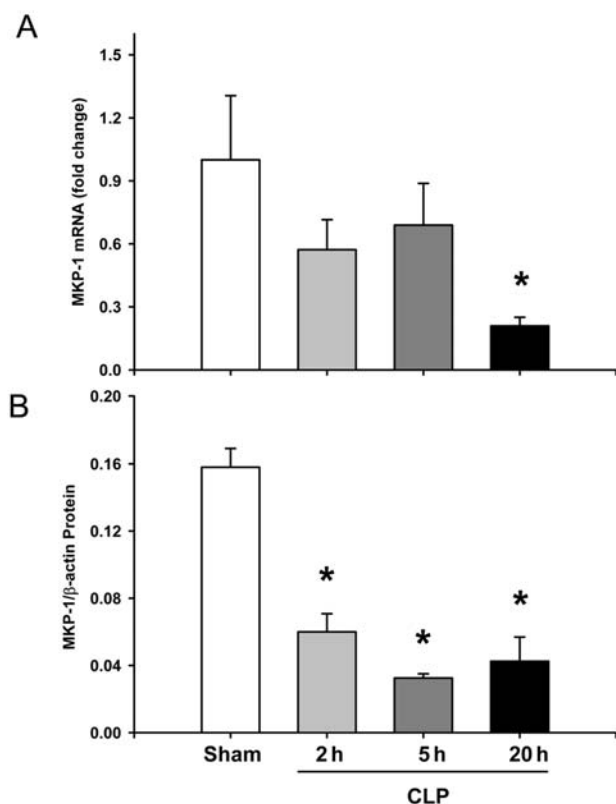 A
MKP-1 mRNA (fold change)
1.5
1.2
0.9
0.6
0.3
0.0
*
B
MKP-1/β-actin Protein
0.20
0.16
0.12
0.08
0.04
0.00
* * *
Sham 2 h 5 h 20 h
CLP